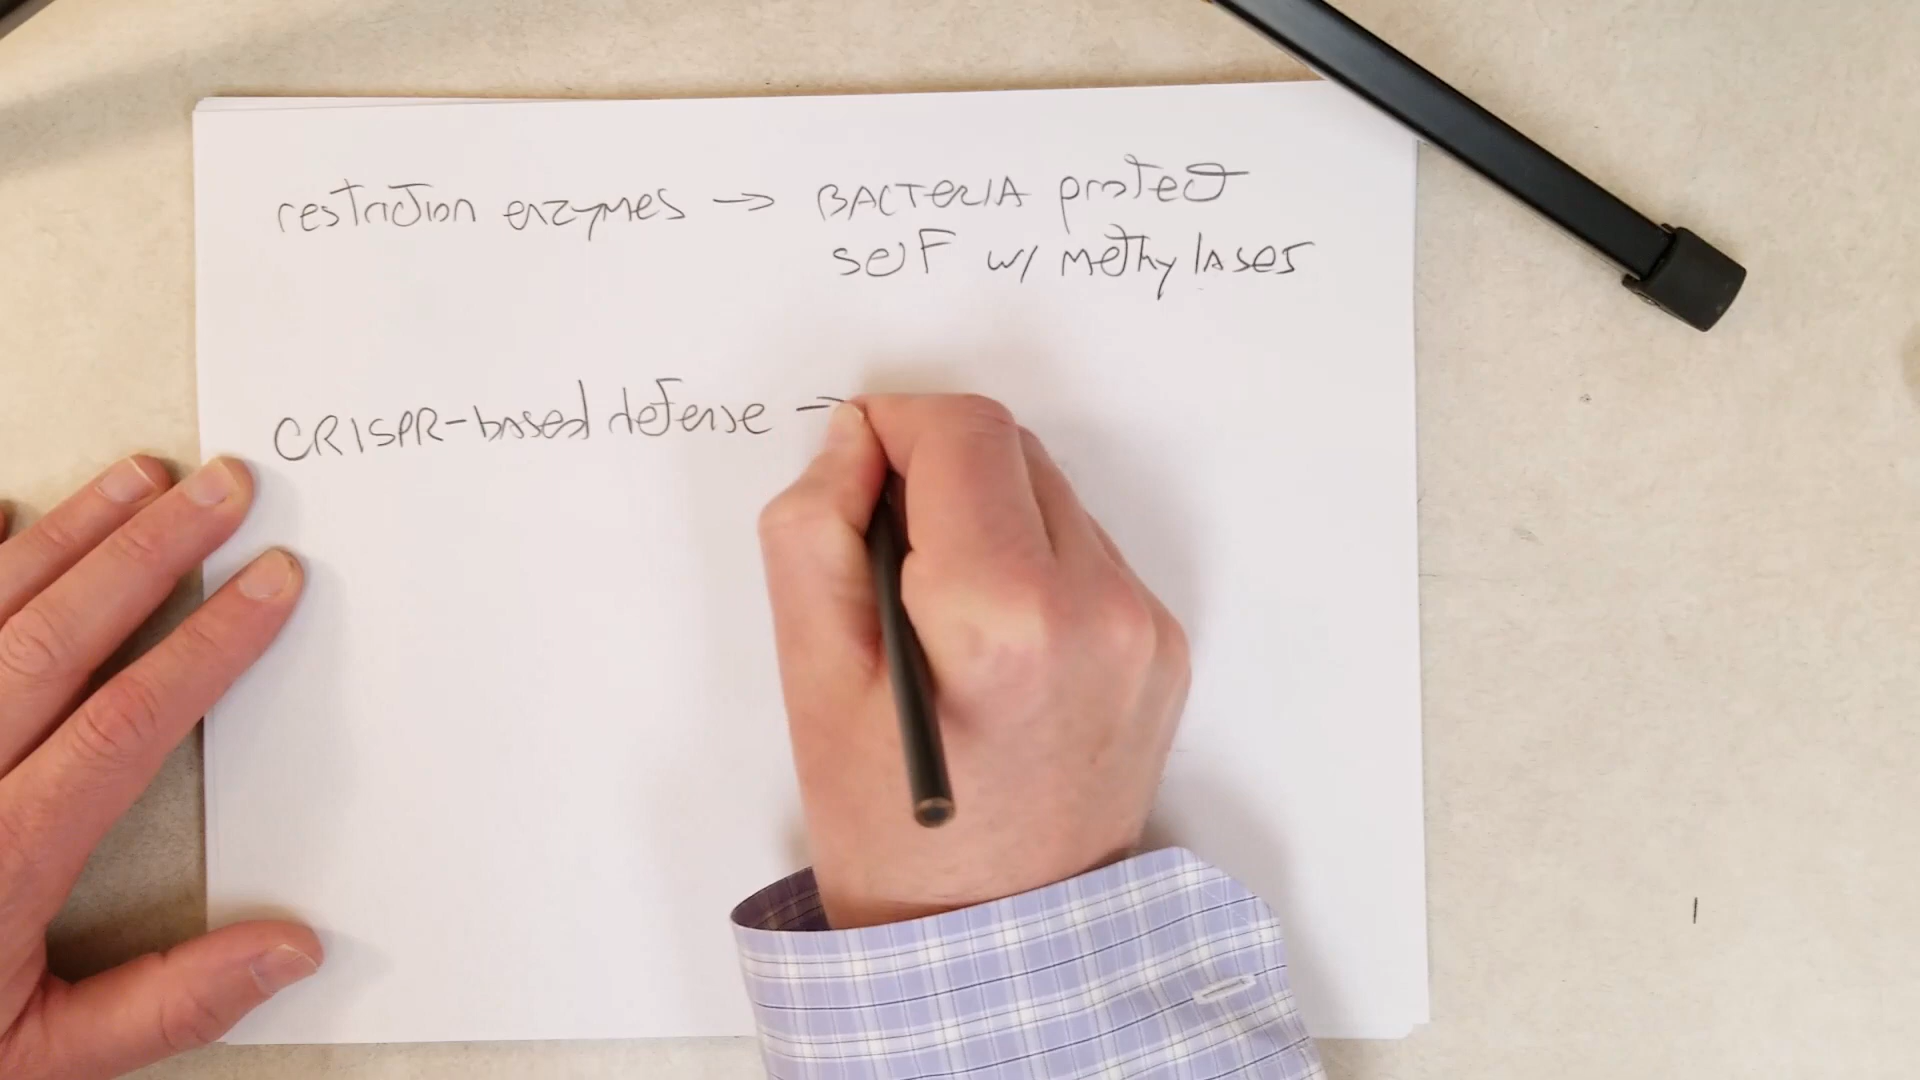 restriction enzymes → BACTERIA protect
self w/ methylases
CRISPR-based defense →